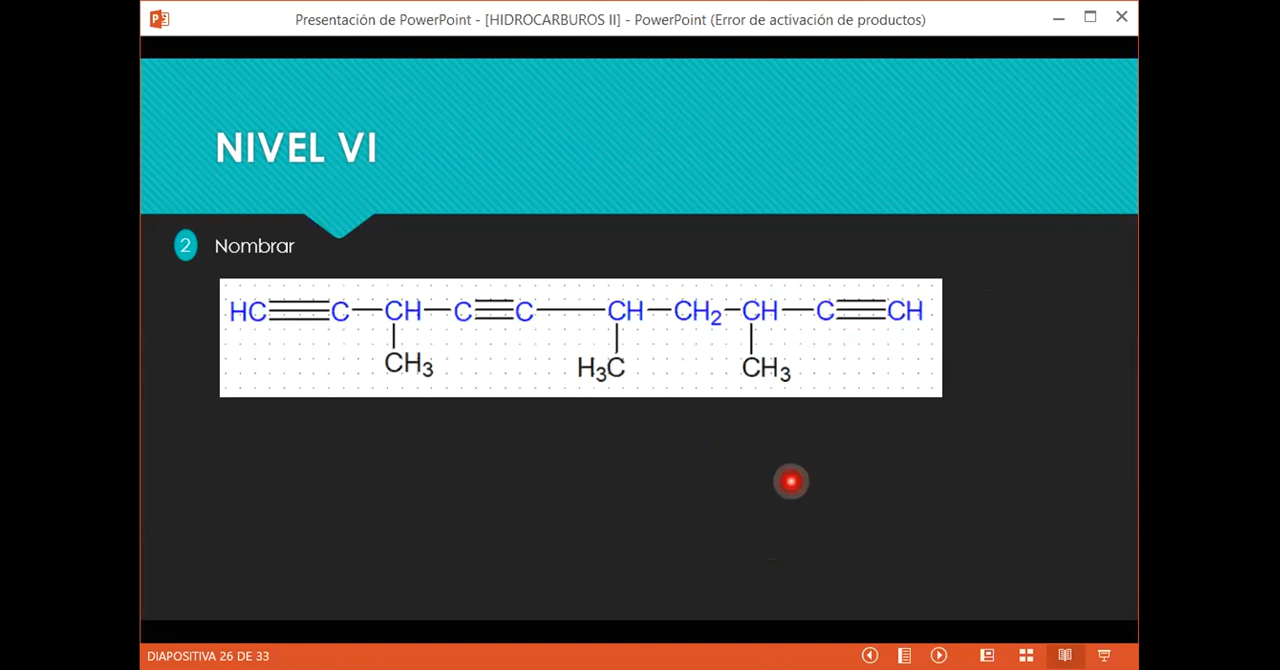 Presentación de PowerPoint - [HIDROCARBUROS II] - PowerPoint (Error de activación de productos)
NIVEL VI
2 Nombrar
HC≡C—CH—C≡C—CH—CH₂—CH—C≡CH
CH₃ H₃C CH₃
DIAPOSITIVA 26 DE 33